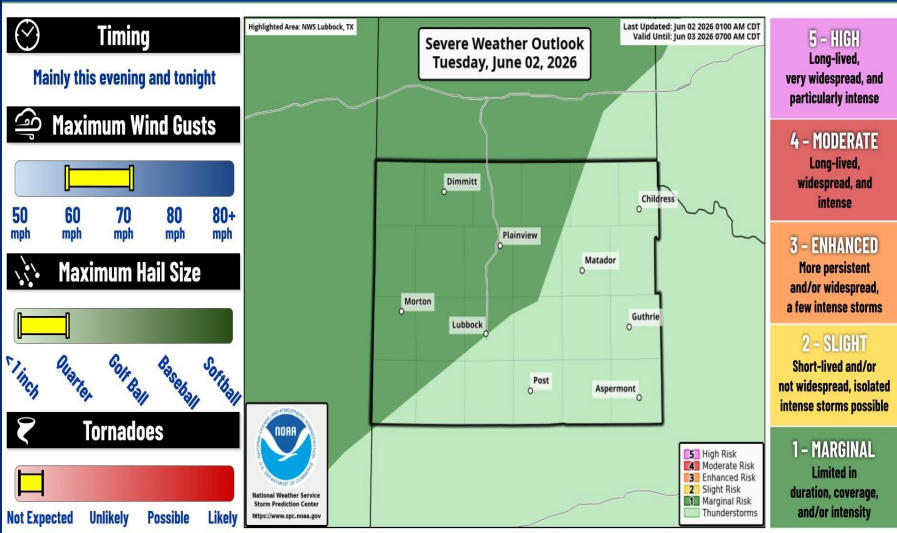 Timing
Mainly this evening and tonight
Maximum Wind Gusts
50 60 70 80 80+
mph mph mph mph mph
Maximum Hail Size
<1 inch Quarter Golf Ball Baseball Softball
Tornadoes
Not Expected Unlikely Possible Likely
Highlighted Area: NWS Lubbock, TX
Last Updated: Jun 02 2026 0100 AM CDT
Valid Until: Jun 03 2026 0700 AM CDT
Severe Weather Outlook
Tuesday, June 02, 2026
Dimmitt
Childress
Plainview
Matador
Morton
Lubbock
Guthrie
Post
Aspermont
NOAA
National Weather Service
Storm Prediction Center
https://www.spc.noaa.gov
5 High Risk
4 Moderate Risk
3 Enhanced Risk
2 Slight Risk
1 Marginal Risk
Thunderstorms
5 - HIGH
Long-lived,
very widespread, and
particularly intense
4 - MODERATE
Long-lived,
widespread, and
intense
3 - ENHANCED
More persistent
and/or widespread,
a few intense storms
2 - SLIGHT
Short-lived and/or
not widespread, isolated
intense storms possible
1 - MARGINAL
Limited in
duration, coverage,
and/or intensity